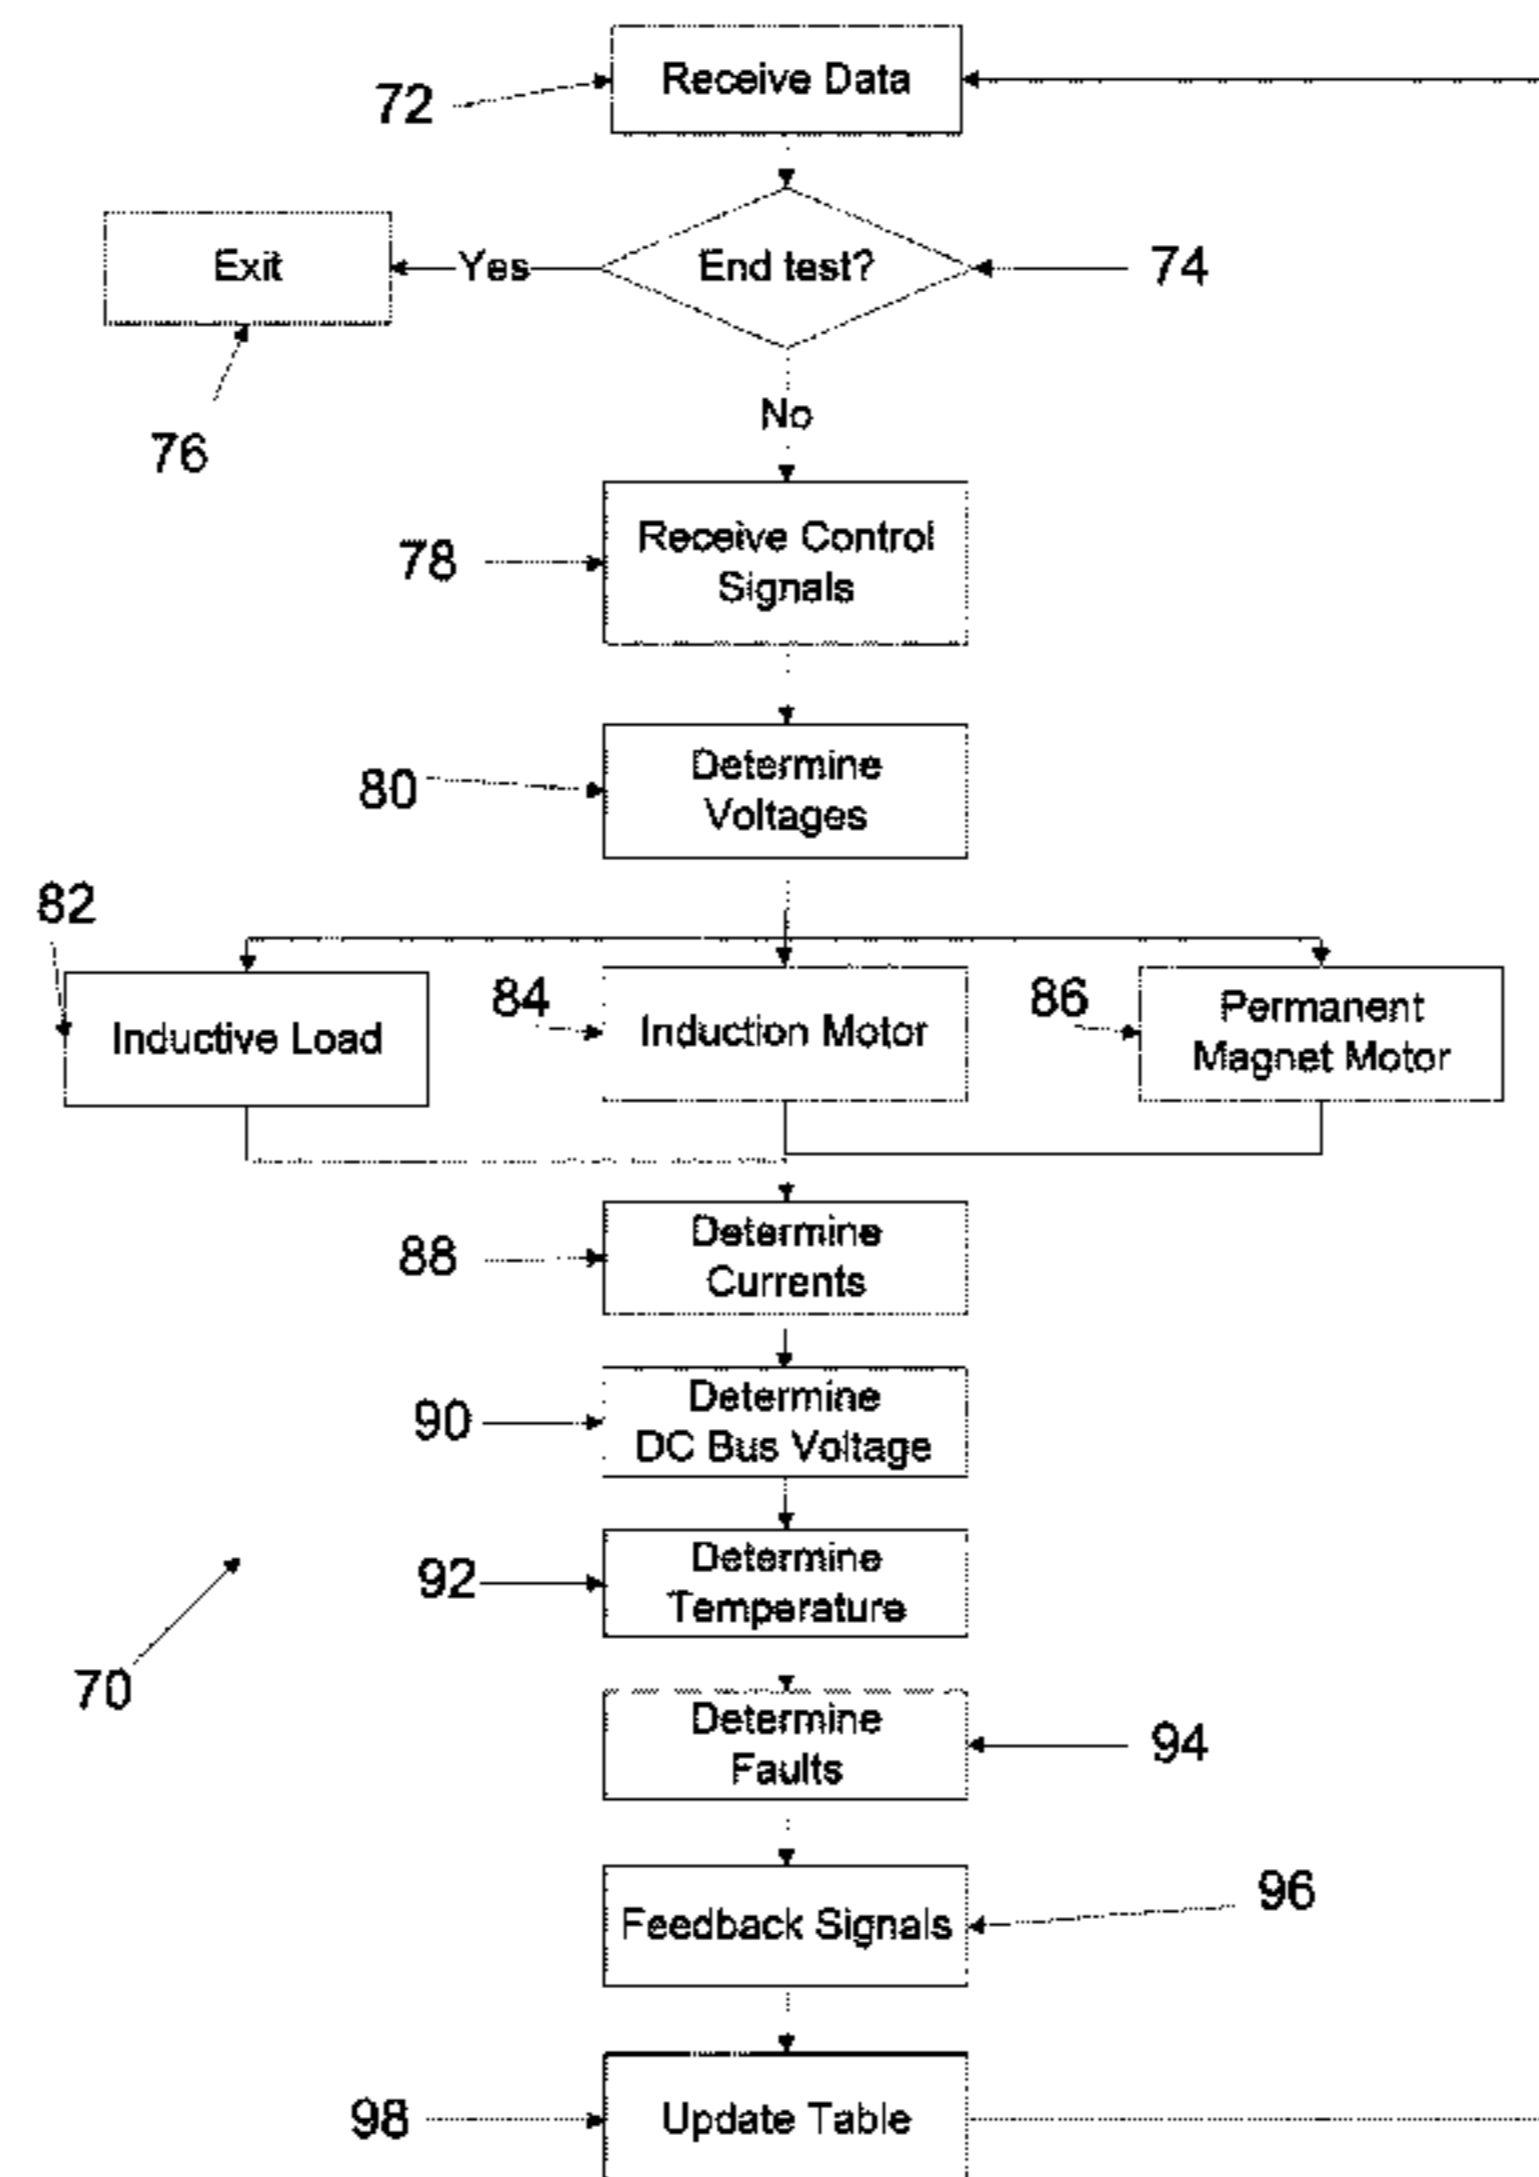 72
Receive Data
Exit
Yes
End test?
74
76
No
78
Receive Control
Signals
80
Determine
Voltages
82
Inductive Load
84
Induction Motor
86
Permanent
Magnet Motor
88
Determine
Currents
90
Determine
DC Bus Voltage
92
Determine
Temperature
70
Determine
Faults
94
Feedback Signals
96
98
Update Table